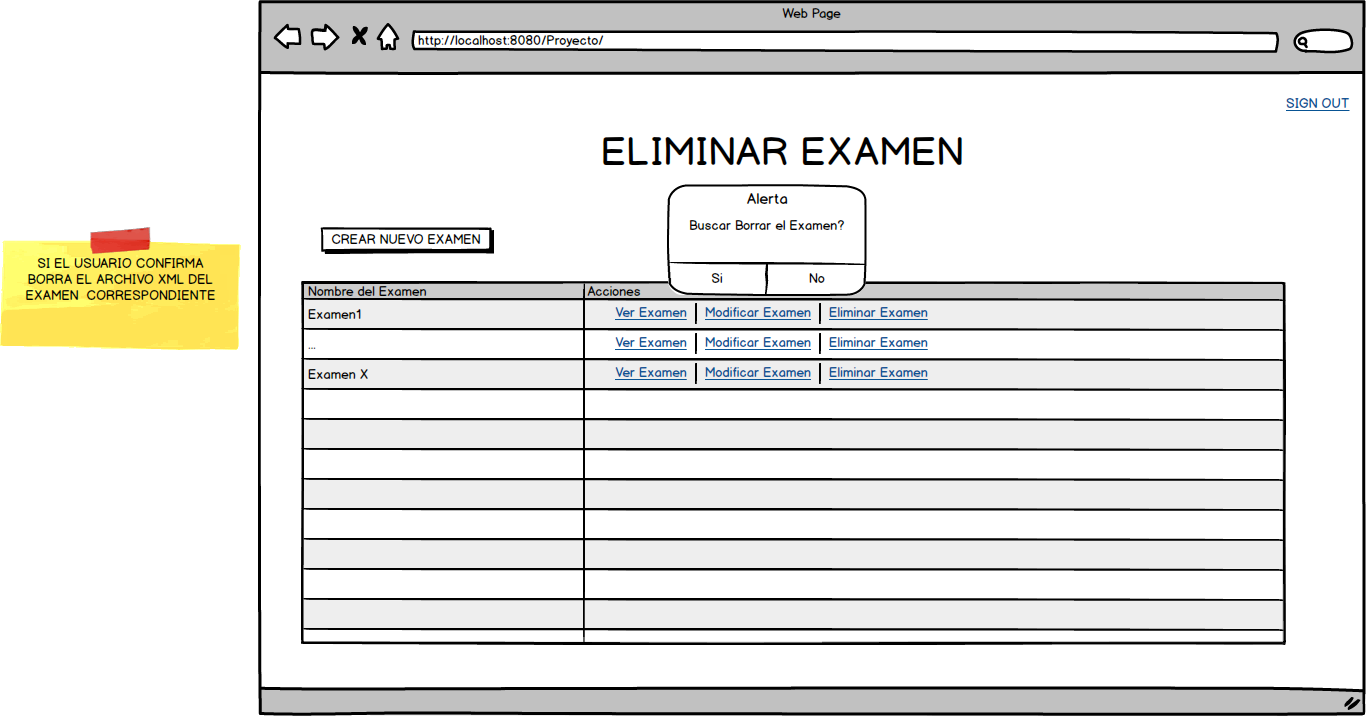 Web Page
http://localhost:8080/Proyecto/
SIGN OUT
ELIMINAR EXAMEN
Alerta
Buscar Borrar el Examen?
Si No
CREAR NUEVO EXAMEN
SI EL USUARIO CONFIRMA
BORRA EL ARCHIVO XML DEL
EXAMEN CORRESPONDIENTE
Nombre del Examen Acciones
Examen1 Ver Examen Modificar Examen Eliminar Examen
... Ver Examen Modificar Examen Eliminar Examen
Examen X Ver Examen Modificar Examen Eliminar Examen